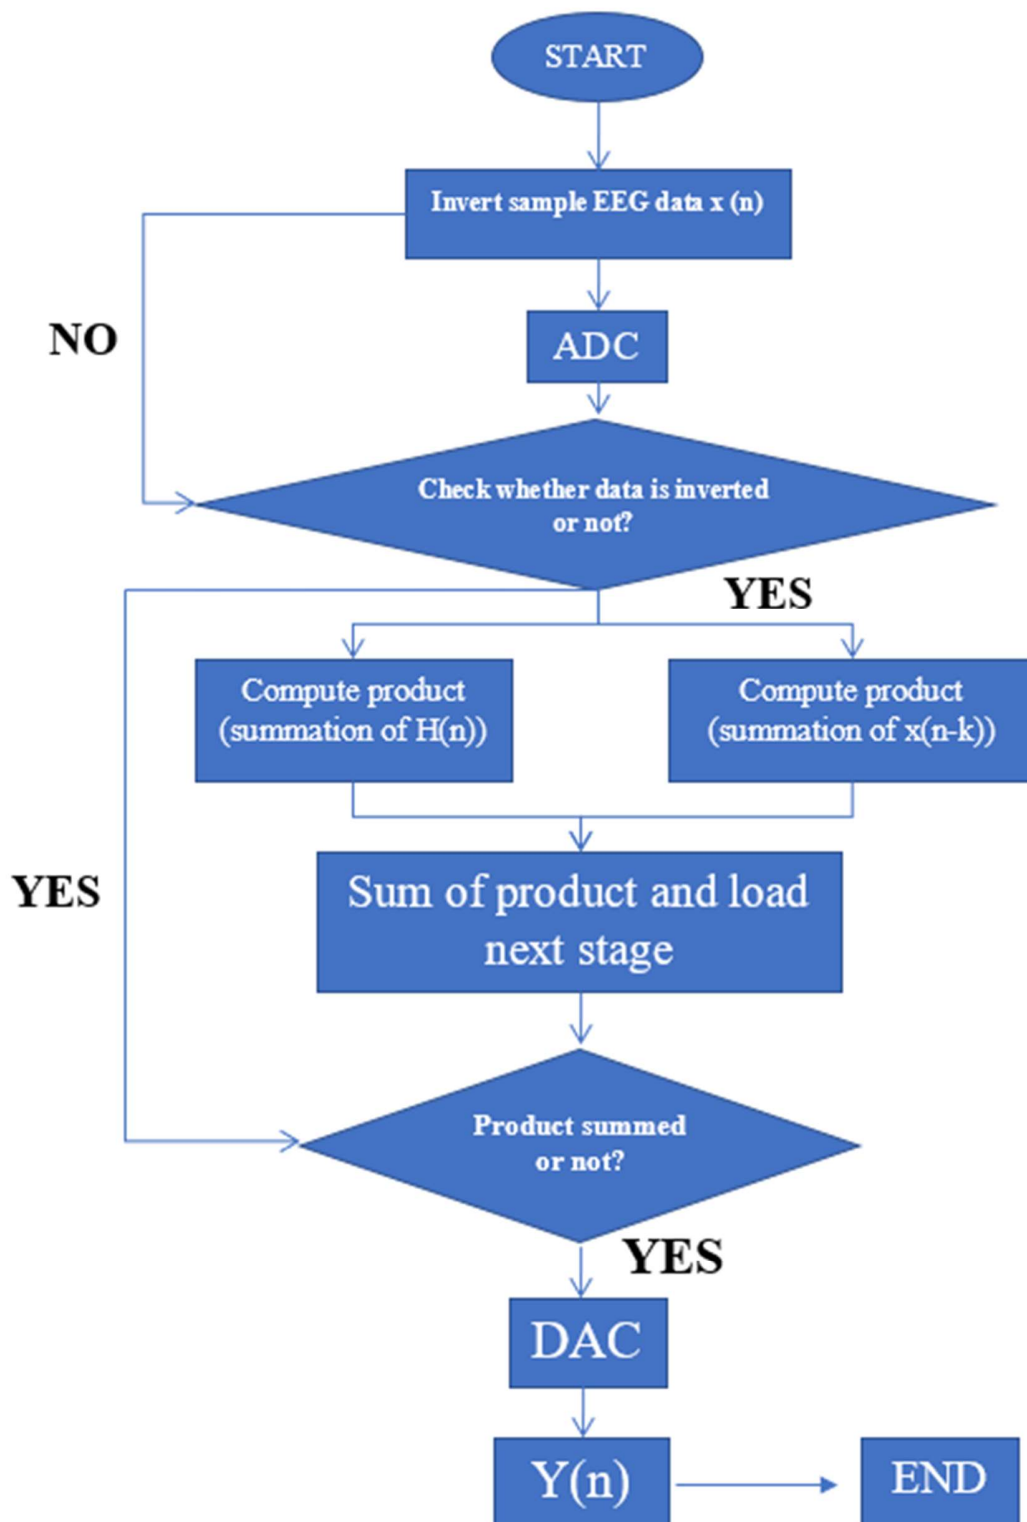 START
Invert sample EEG data x (n)
NO
ADC
Check whether data is inverted
or not?
YES
Compute product
(summation of H(n))
Compute product
(summation of x(n-k))
YES
Sum of product and load
next stage
Product summed
or not?
YES
DAC
Y(n)
END